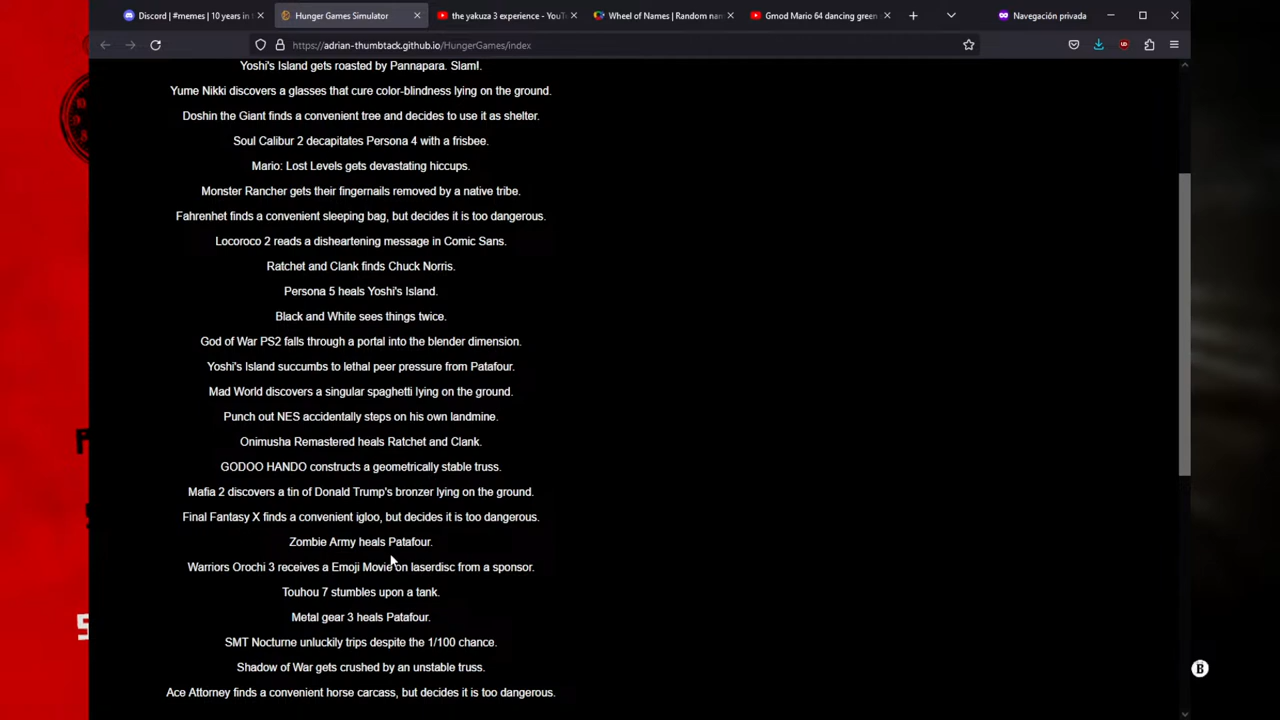 Discord | #memes | 10 years in t
Hunger Games Simulator
the yakuza 3 experience - YouT
Wheel of Names | Random nam
Gmod Mario 64 dancing green
Navegación privada
https://adrian-thumbtack.github.io/HungerGames/index
Yoshi's Island gets roasted by Pannapara. Slam!.
Yume Nikki discovers a glasses that cure color-blindness lying on the ground.
Doshin the Giant finds a convenient tree and decides to use it as shelter.
Soul Calibur 2 decapitates Persona 4 with a frisbee.
Mario: Lost Levels gets devastating hiccups.
Monster Rancher gets their fingernails removed by a native tribe.
Fahrenhet finds a convenient sleeping bag, but decides it is too dangerous.
Locoroco 2 reads a disheartening message in Comic Sans.
Ratchet and Clank finds Chuck Norris.
Persona 5 heals Yoshi's Island.
Black and White sees things twice.
God of War PS2 falls through a portal into the blender dimension.
Yoshi's Island succumbs to lethal peer pressure from Patafour.
Mad World discovers a singular spaghetti lying on the ground.
Punch out NES accidentally steps on his own landmine.
Onimusha Remastered heals Ratchet and Clank.
GODOO HANDO constructs a geometrically stable truss.
Mafia 2 discovers a tin of Donald Trump's bronzer lying on the ground.
Final Fantasy X finds a convenient igloo, but decides it is too dangerous.
Zombie Army heals Patafour.
Warriors Orochi 3 receives a Emoji Movie on laserdisc from a sponsor.
Touhou 7 stumbles upon a tank.
Metal gear 3 heals Patafour.
SMT Nocturne unluckily trips despite the 1/100 chance.
Shadow of War gets crushed by an unstable truss.
Ace Attorney finds a convenient horse carcass, but decides it is too dangerous.
B